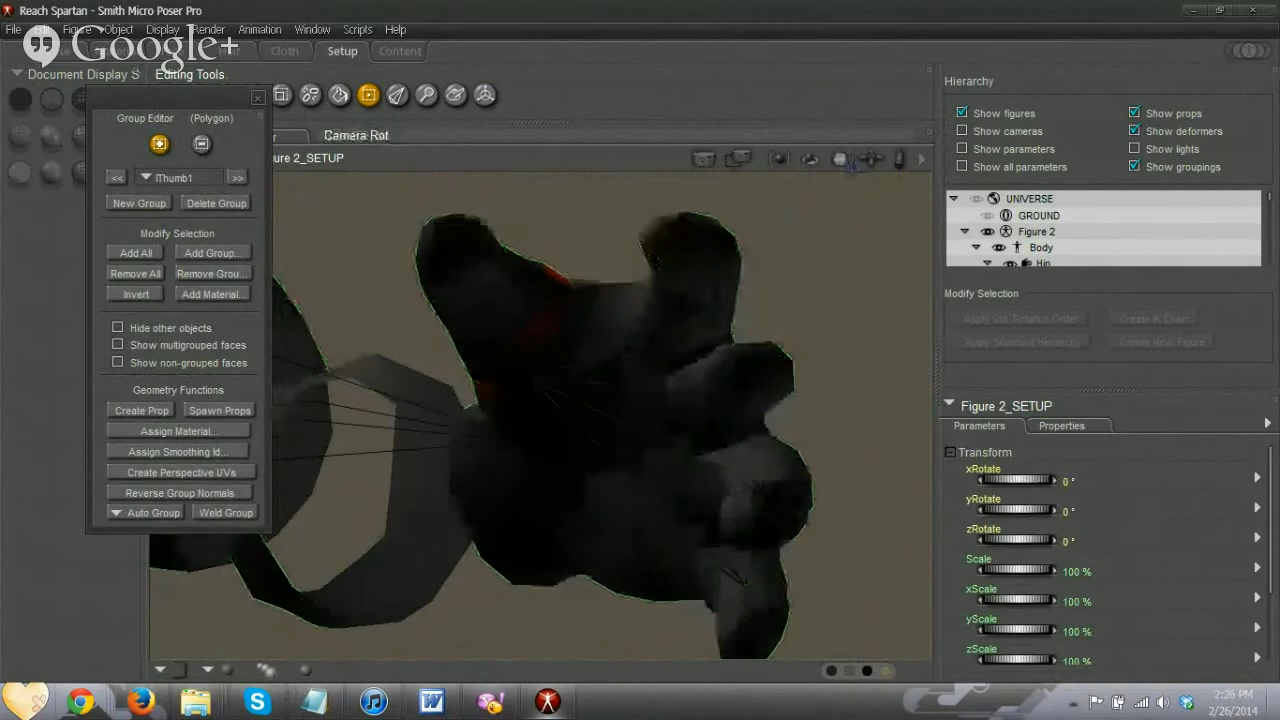 Reach Spartan - Smith Micro Poser Pro
File Edit Figure Object Display Render Animation Window Scripts Help
Google+
Cloth Setup Content
Document Display S
Editing Tools.
Hierarchy
Group Editor (Polygon)
Show figures Show props
Show cameras Show deformers
Show parameters Show lights
Show all parameters Show groupings
Camera Rot
ure 2_SETUP
<< lThumb1 >>
New Group Delete Group
UNIVERSE
GROUND
Figure 2
Body
Hip
Modify Selection
Add All Add Group...
Remove All Remove Grou...
Invert Add Material...
Modify Selection
Apply Std. Rotation Order Create IK Chain
Apply Standard Hierarchy Create New Figure
Hide other objects
Show multigrouped faces
Show non-grouped faces
Geometry Functions
Create Prop Spawn Props
Assign Material...
Assign Smoothing Id...
Create Perspective UVs
Reverse Group Normals
Auto Group Weld Group
Figure 2_SETUP
Parameters Properties
Transform
xRotate
0 °
yRotate
0 °
zRotate
0 °
Scale
100 %
xScale
100 %
yScale
100 %
zScale
100 %
2:26 PM
2/26/2014